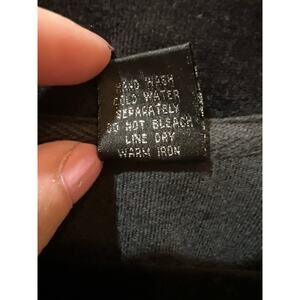 HAND WASH
COLD WATER
SEPARATELY
DO NOT BLEACH
LINE DRY
WARM IRON